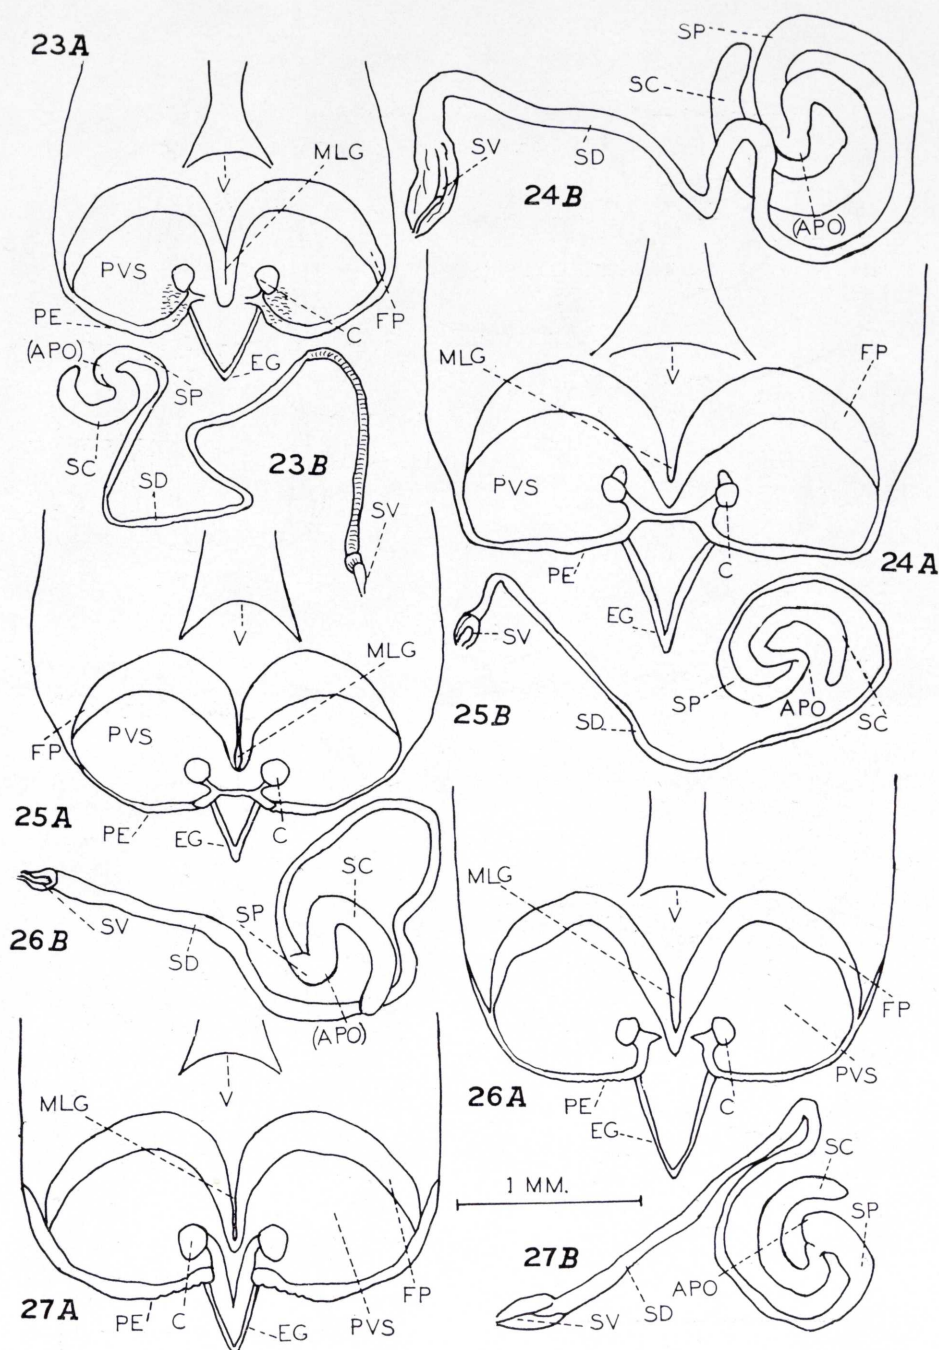 23A
MLG
PVS
C
FP
PE
(APO)
EG
SP
SC
SD
23B
SV
SP
SC
SV
SD
24B
(APO)
MLG
FP
PVS
24A
PE
C
EG
MLG
FP
PVS
25A
PE
EG
C
SV
25B
SD
SP
APO
SC
SC
SP
SV
26B
SD
(APO)
MLG
FP
PVS
26A
PE
C
EG
1 MM.
MLG
FP
27A
PE
C
EG
PVS
SC
SP
27B
APO
SV
SD